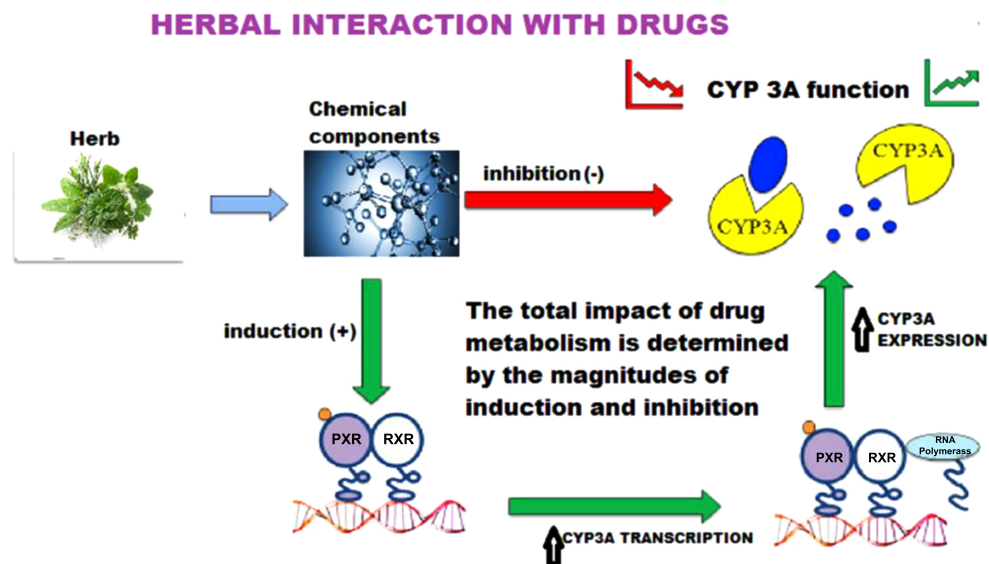 HERBAL INTERACTION WITH DRUGS
CYP 3A function
Herb
Chemical
components
inhibition (-)
CYP3A
CYP3A
induction (+)
The total impact of drug
metabolism is determined
by the magnitudes of
induction and inhibition
CYP3A
EXPRESSION
PXR
RXR
PXR
RXR
RNA
Polymerass
CYP3A TRANSCRIPTION